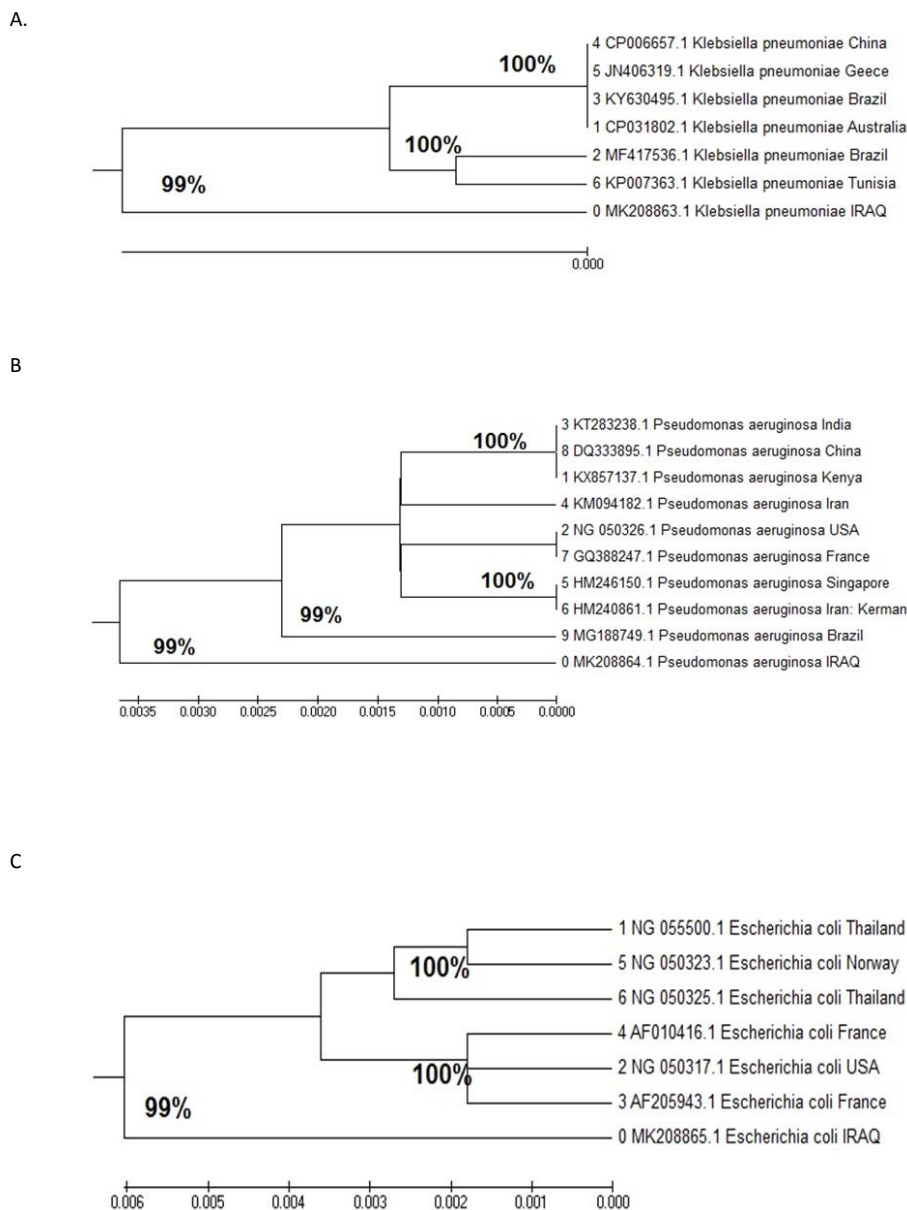 A.
4 CP006657.1 Klebsiella pneumoniae China
100%
5 JN406319.1 Klebsiella pneumoniae Geece
3 KY630495.1 Klebsiella pneumoniae Brazil
1 CP031802.1 Klebsiella pneumoniae Australia
100%
2 MF417536.1 Klebsiella pneumoniae Brazil
99%
6 KP007363.1 Klebsiella pneumoniae Tunisia
0 MK208863.1 Klebsiella pneumoniae IRAQ
0.000
B
3 KT283238.1 Pseudomonas aeruginosa India
100%
8 DQ333895.1 Pseudomonas aeruginosa China
1 KX857137.1 Pseudomonas aeruginosa Kenya
4 KM094182.1 Pseudomonas aeruginosa Iran
2 NG 050326.1 Pseudomonas aeruginosa USA
7 GQ388247.1 Pseudomonas aeruginosa France
100%
5 HM246150.1 Pseudomonas aeruginosa Singapore
6 HM240861.1 Pseudomonas aeruginosa Iran: Kerman
99%
9 MG188749.1 Pseudomonas aeruginosa Brazil
99%
0 MK208864.1 Pseudomonas aeruginosa IRAQ
0.0035 0.0030 0.0025 0.0020 0.0015 0.0010 0.0005 0.0000
C
1 NG 055500.1 Escherichia coli Thailand
100%
5 NG 050323.1 Escherichia coli Norway
6 NG 050325.1 Escherichia coli Thailand
4 AF010416.1 Escherichia coli France
100%
2 NG 050317.1 Escherichia coli USA
99%
3 AF205943.1 Escherichia coli France
0 MK208865.1 Escherichia coli IRAQ
0.006 0.005 0.004 0.003 0.002 0.001 0.000